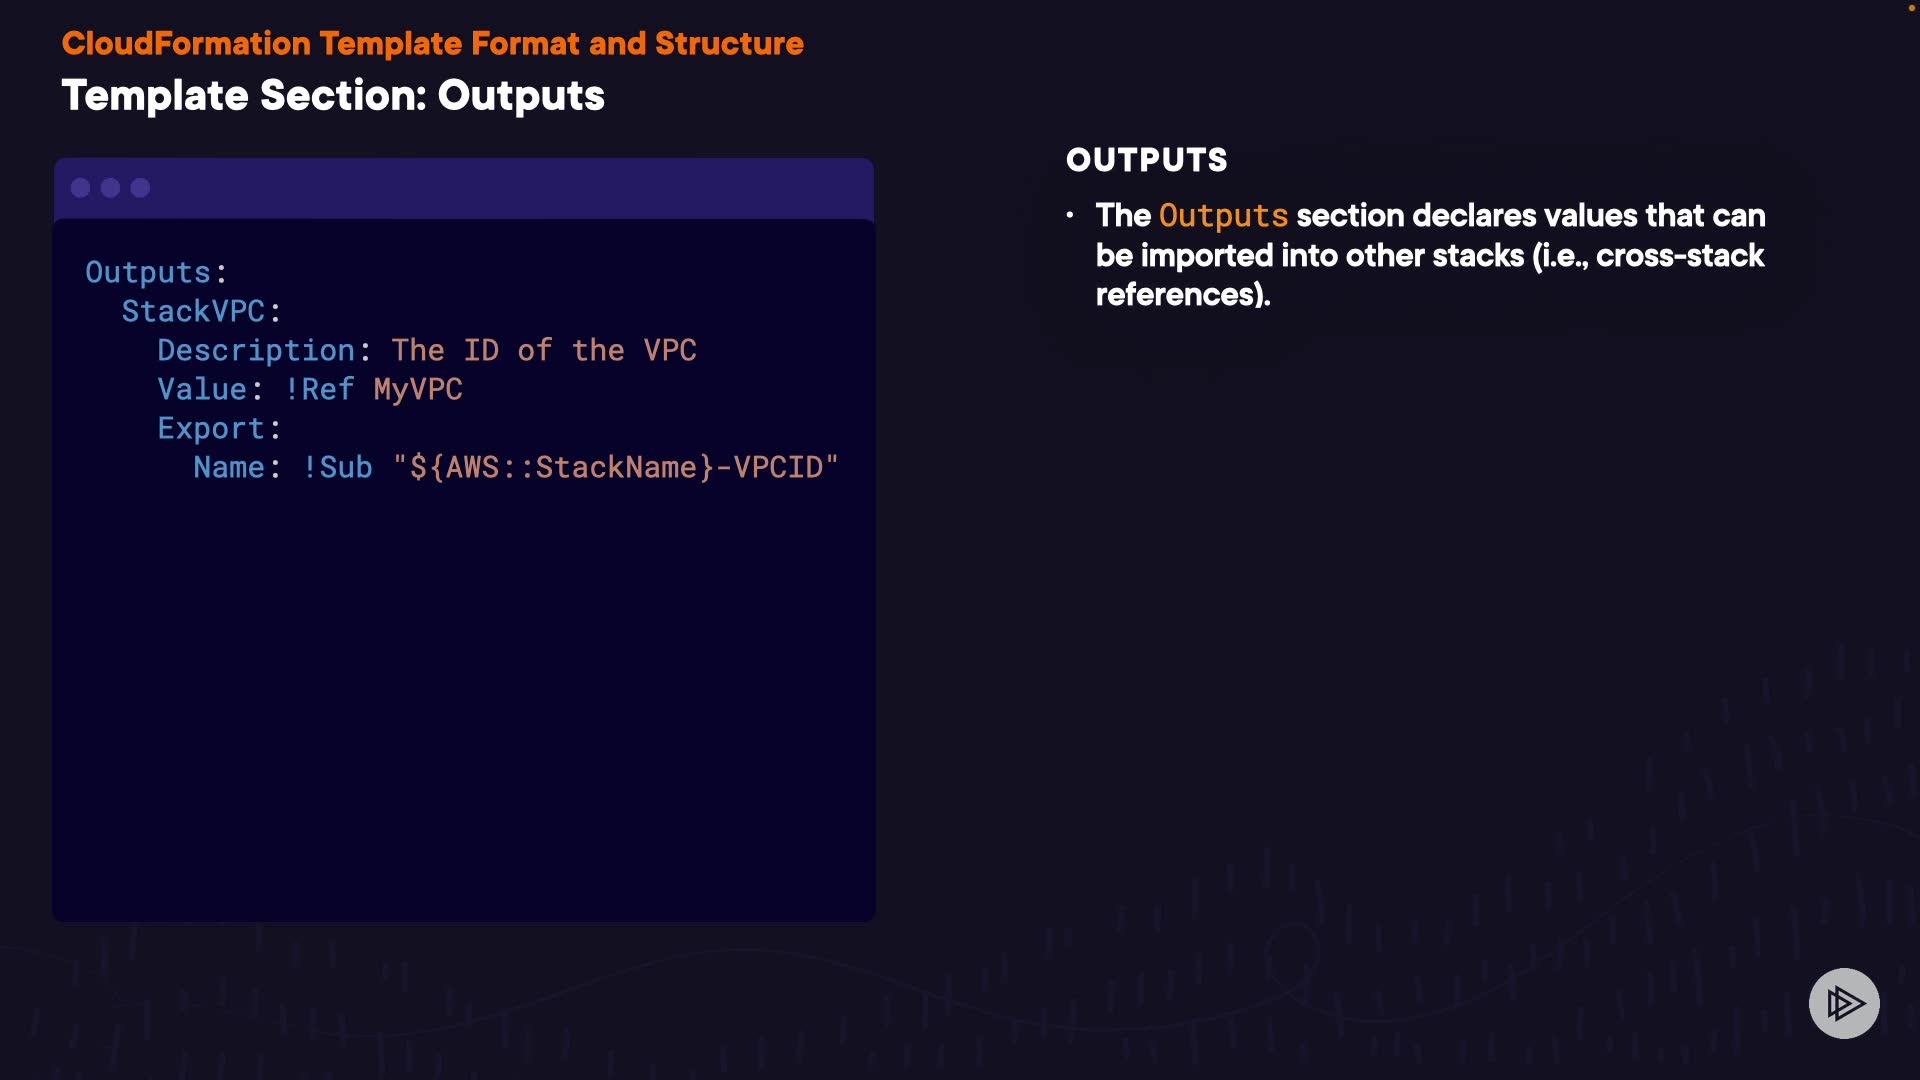 CloudFormation Template Format and Structure
Template Section: Outputs
Outputs:
  StackVPC:
    Description: The ID of the VPC
    Value: !Ref MyVPC
    Export:
      Name: !Sub "${AWS::StackName}-VPCID"
OUTPUTS
• The Outputs section declares values that can
be imported into other stacks (i.e., cross-stack
references).